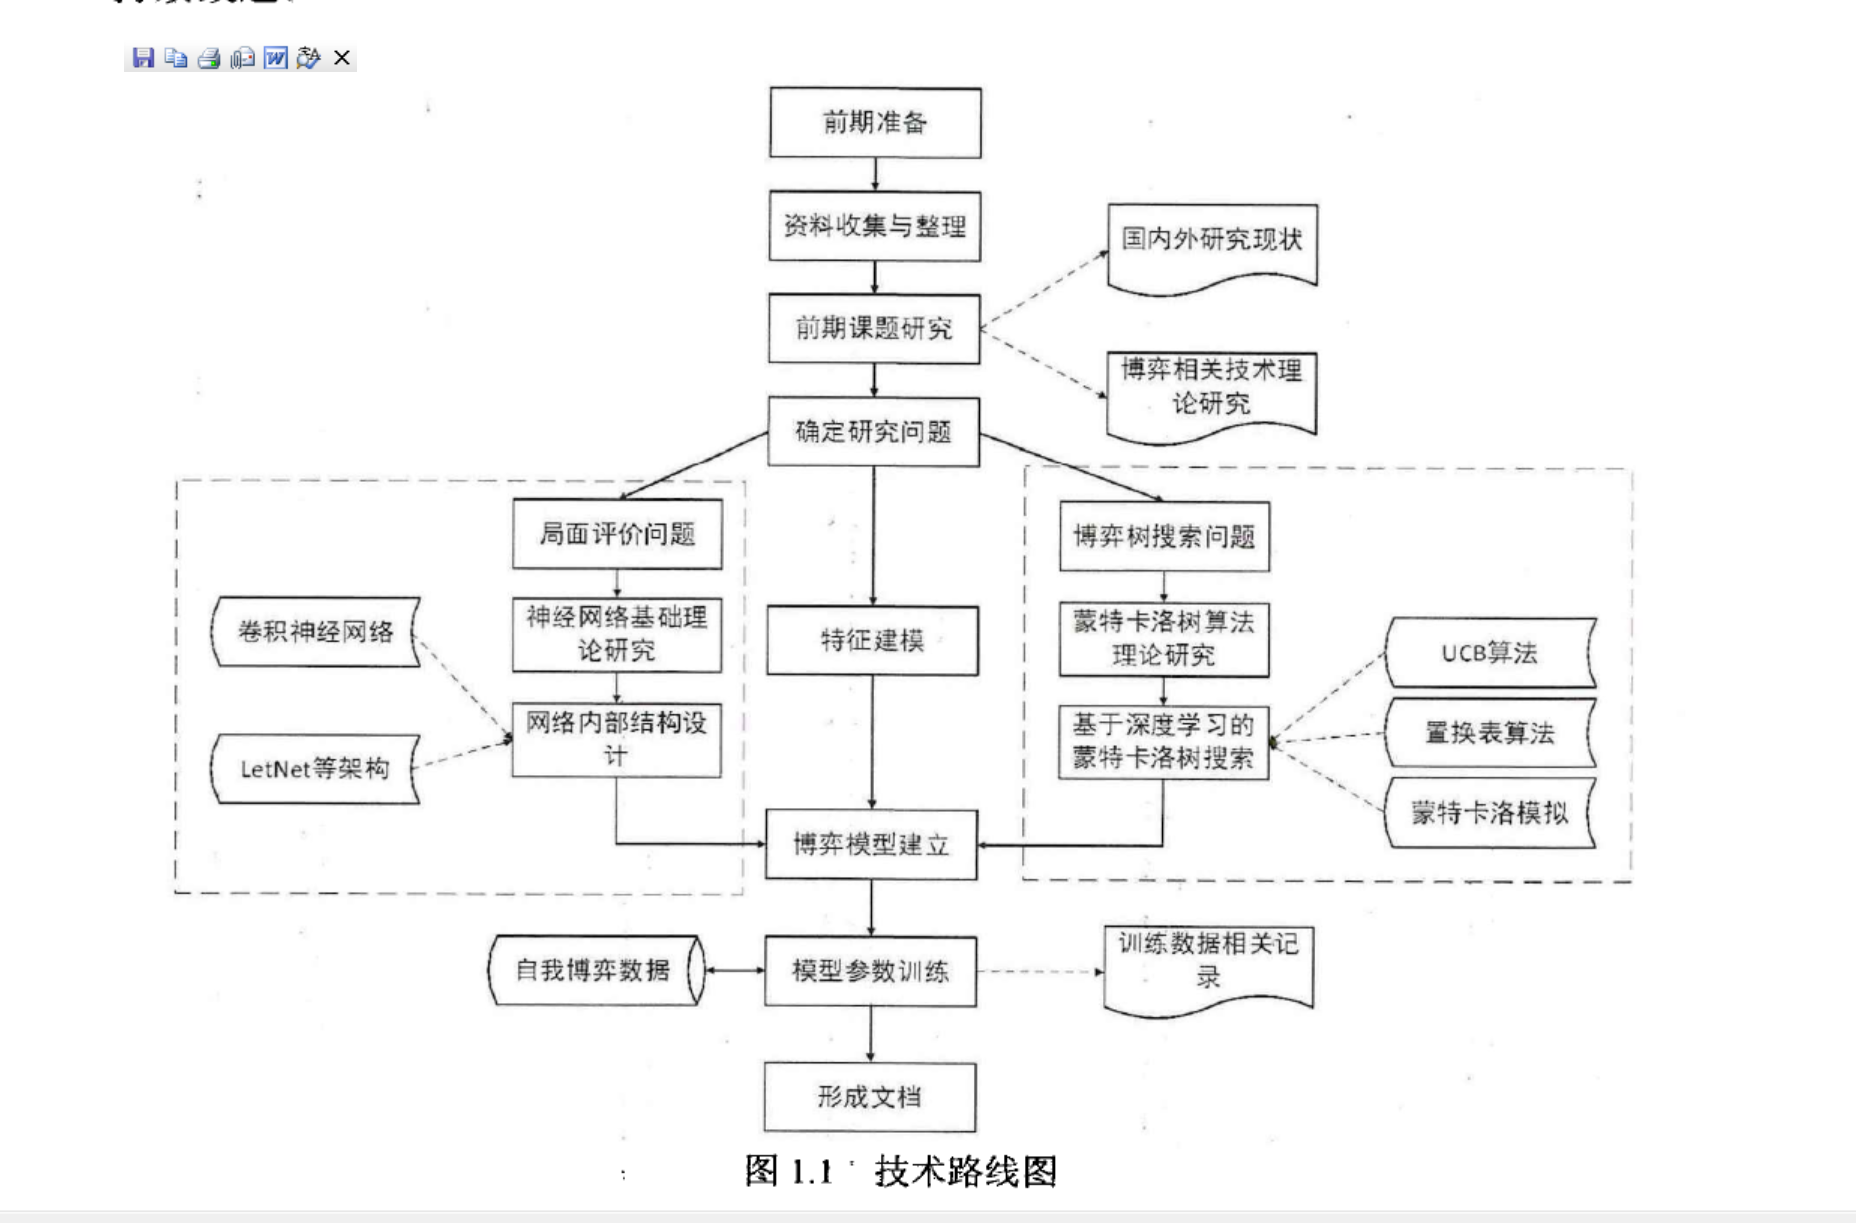 前期准备
资料收集与整理
国内外研究现状
前期课题研究
博弈相关技术理
论研究
确定研究问题
局面评价问题
博弈树搜索问题
神经网络基础理
论研究
卷积神经网络
特征建模
蒙特卡洛树算法
理论研究
UCB算法
网络内部结构设
计
基于深度学习的
蒙特卡洛树搜索
置换表算法
LetNet等架构
蒙特卡洛模拟
博弈模型建立
自我博弈数据
模型参数训练
训练数据相关记
录
形成文档
图 1.1 技术路线图